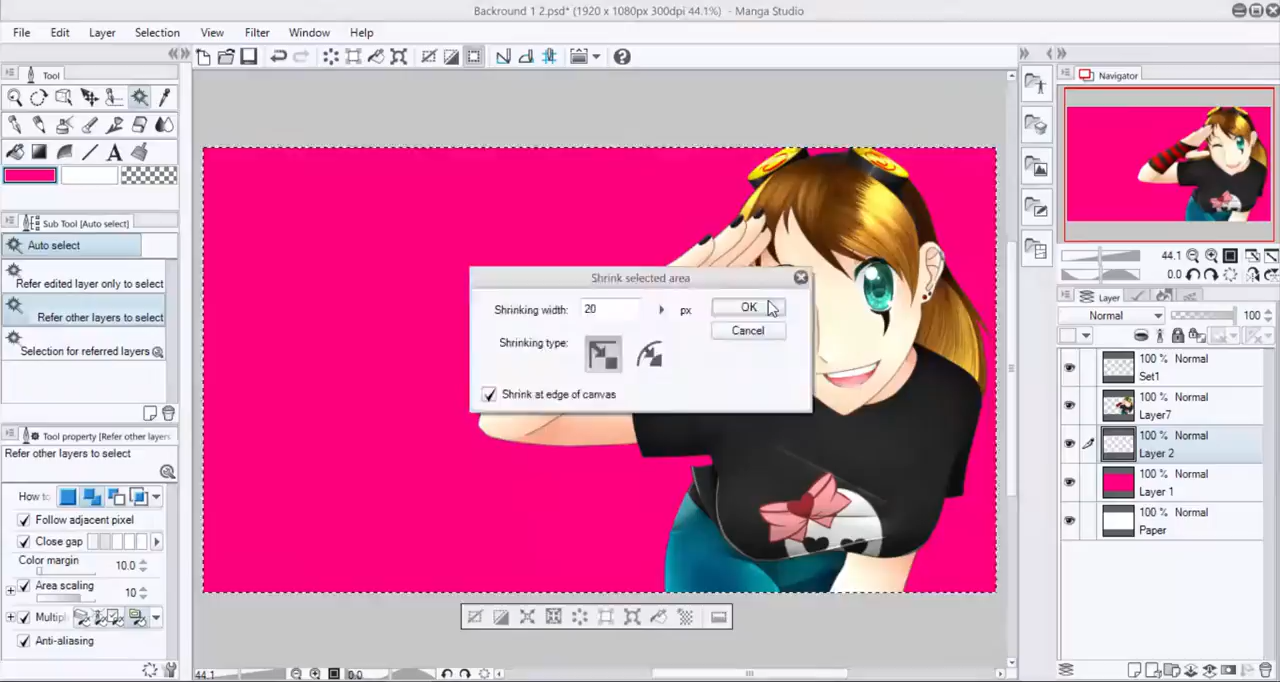 Backround 1 2.psd* (1920 x 1080px 300dpi 44.1%) - Manga Studio
File Edit Layer Selection View Filter Window Help
Tool
Navigator
A
Sub Tool [Auto select]
Auto select
Refer edited layer only to select
Refer other layers to select
Selection for referred layers
Shrink selected area
Shrinking width: 20 px
OK
Shrinking type:
Cancel
Shrink at edge of canvas
Tool property [Refer other layers
Refer other layers to select
How to
Follow adjacent pixel
Close gap
Color margin
10.0
Area scaling 10
Multipl
Anti-aliasing
44.1
0.0
44.1
0.0
Layer
Normal 100
100 % Normal
Set1
100 % Normal
Layer7
100 % Normal
Layer 2
100 % Normal
Layer 1
100 % Normal
Paper